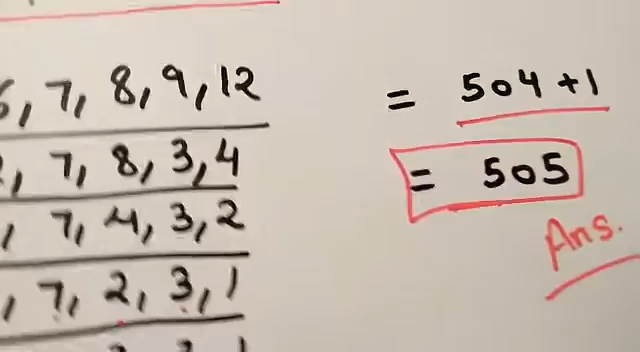 6, 7, 8, 9, 12
, 7, 8, 3, 4
, 7, 4, 3, 2
, 7, 2, 3, 1
= 504 + 1
= 505
Ans.